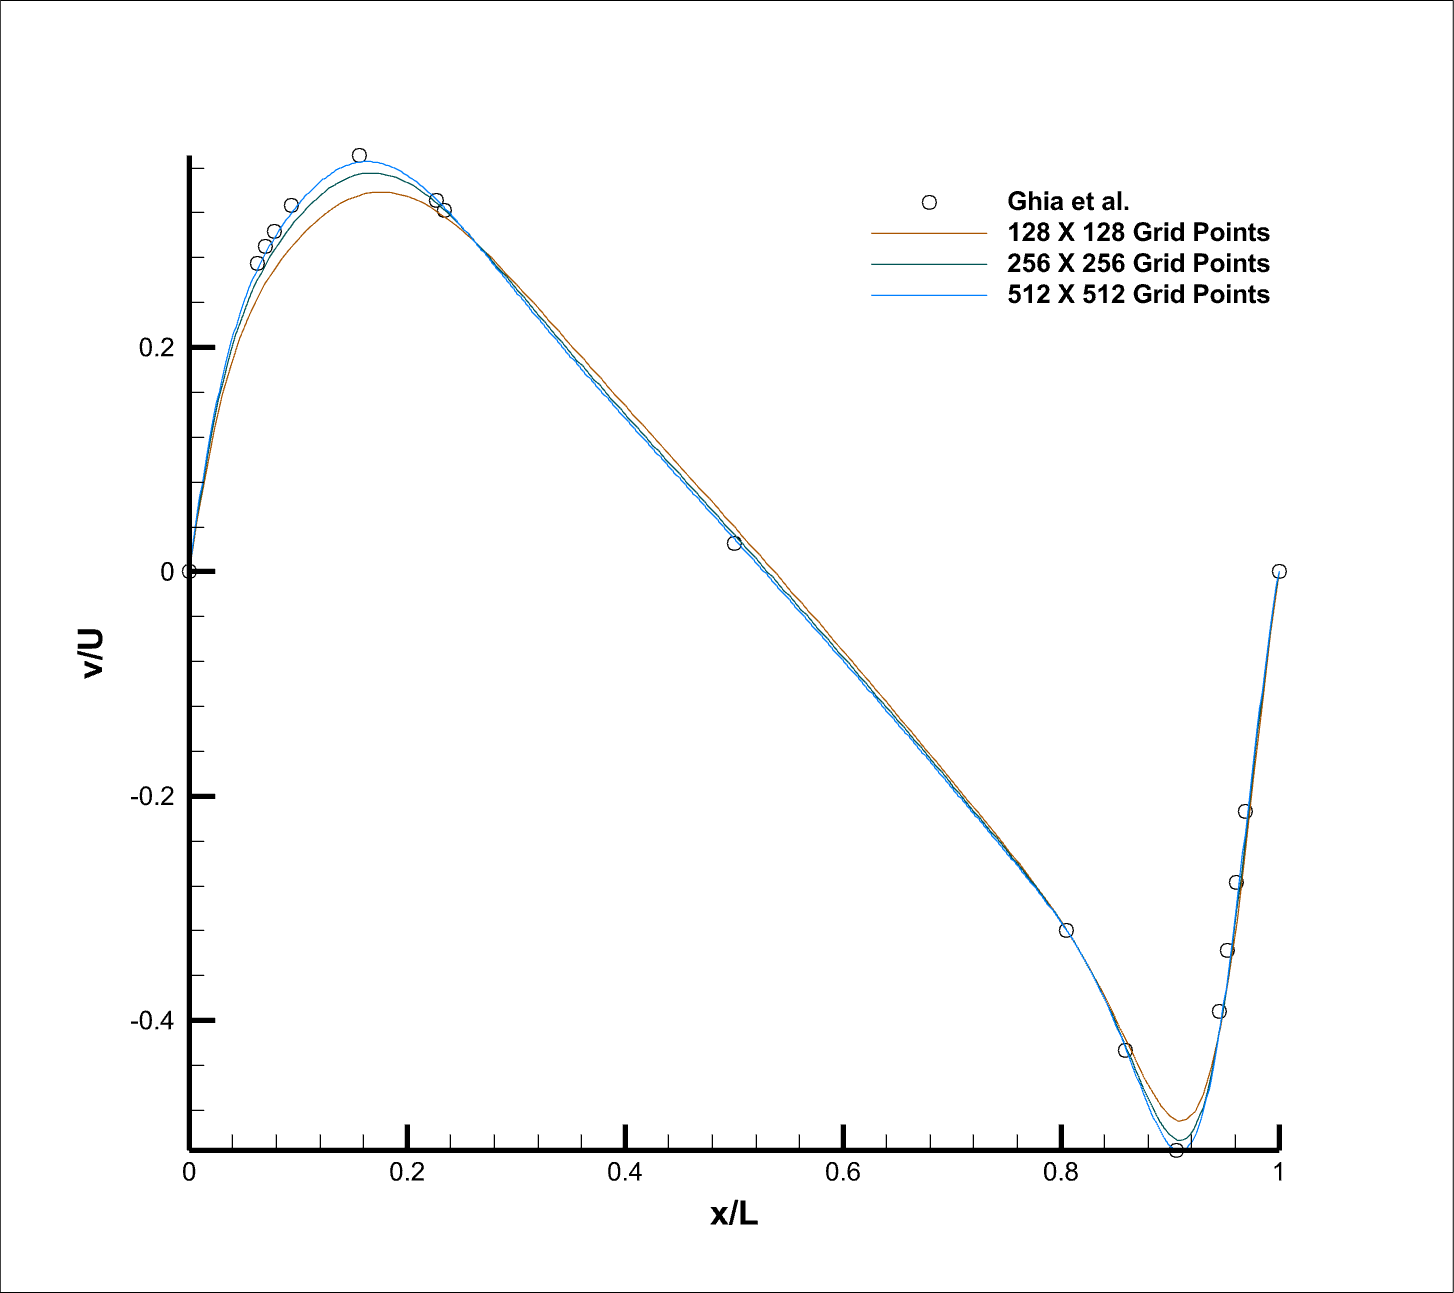 Ghia et al.
128 X 128 Grid Points
256 X 256 Grid Points
512 X 512 Grid Points
0.2
0
-0.2
-0.4
v/U
0 0.2 0.4 0.6 0.8 1
x/L